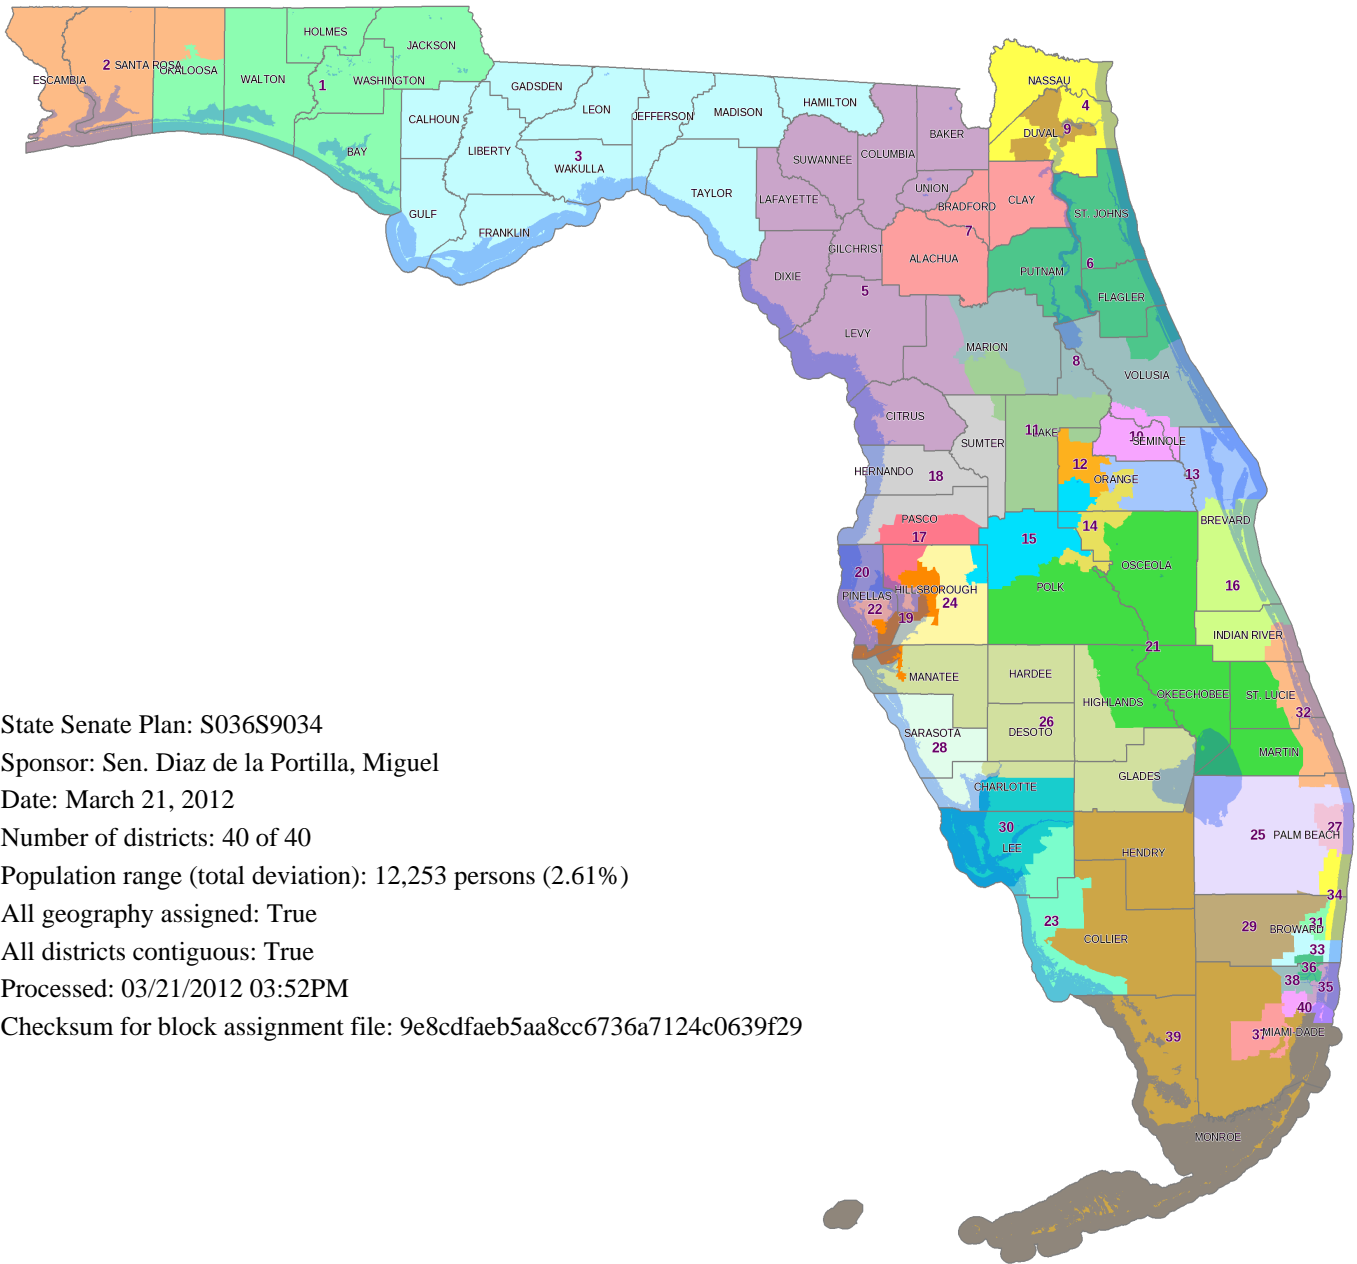 HOLMES
JACKSON
2 SANTA ROSA
ESCAMBIA
OKALOOSA
WALTON
1
WASHINGTON
BAY
GADSDEN
LEON
JEFFERSON
MADISON
HAMILTON
CALHOUN
LIBERTY
3
WAKULLA
TAYLOR
GULF
FRANKLIN
NASSAU
4
DUVAL
9
BAKER
COLUMBIA
SUWANNEE
LAFAYETTE
UNION
BRADFORD
CLAY
ST. JOHNS
7
GILCHRIST
ALACHUA
DIXIE
PUTNAM
6
FLAGLER
5
LEVY
MARION
8
VOLUSIA
CITRUS
SUMTER
11
LAKE
10
SEMINOLE
12
ORANGE
13
HERNANDO
18
PASCO
17
15
14
BREVARD
OSCEOLA
POLK
16
20
PINELLAS
22
HILLSBOROUGH
24
19
INDIAN RIVER
21
MANATEE
HARDEE
HIGHLANDS
OKEECHOBEE
ST. LUCIE
32
SARASOTA
28
26
DESOTO
MARTIN
CHARLOTTE
GLADES
30
LEE
HENDRY
25
PALM BEACH
27
34
23
COLLIER
29
BROWARD
31
33
36
38
35
40
39
37
MIAMI-DADE
MONROE
State Senate Plan: S036S9034
Sponsor: Sen. Diaz de la Portilla, Miguel
Date: March 21, 2012
Number of districts: 40 of 40
Population range (total deviation): 12,253 persons (2.61%)
All geography assigned: True
All districts contiguous: True
Processed: 03/21/2012 03:52PM
Checksum for block assignment file: 9e8cdfaeb5aa8cc6736a7124c0639f29